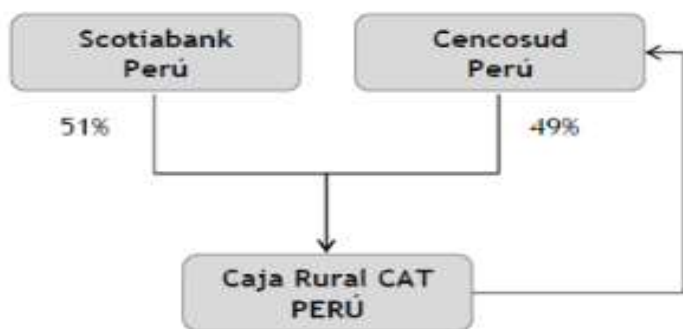 Scotiabank
Perú
Cencosud
Perú
51%
49%
Caja Rural CAT
PERÚ